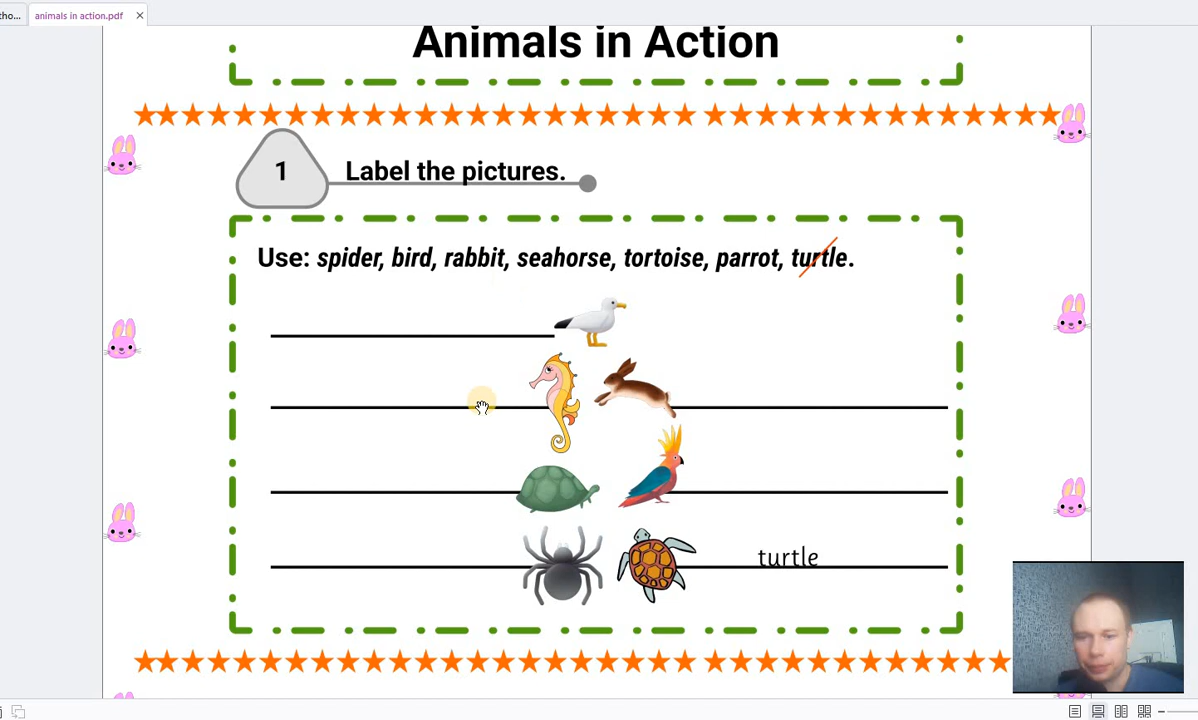 tho...
animals in action.pdf
Animals in Action
1
Label the pictures.
Use: spider, bird, rabbit, seahorse, tortoise, parrot, turtle.
turtle